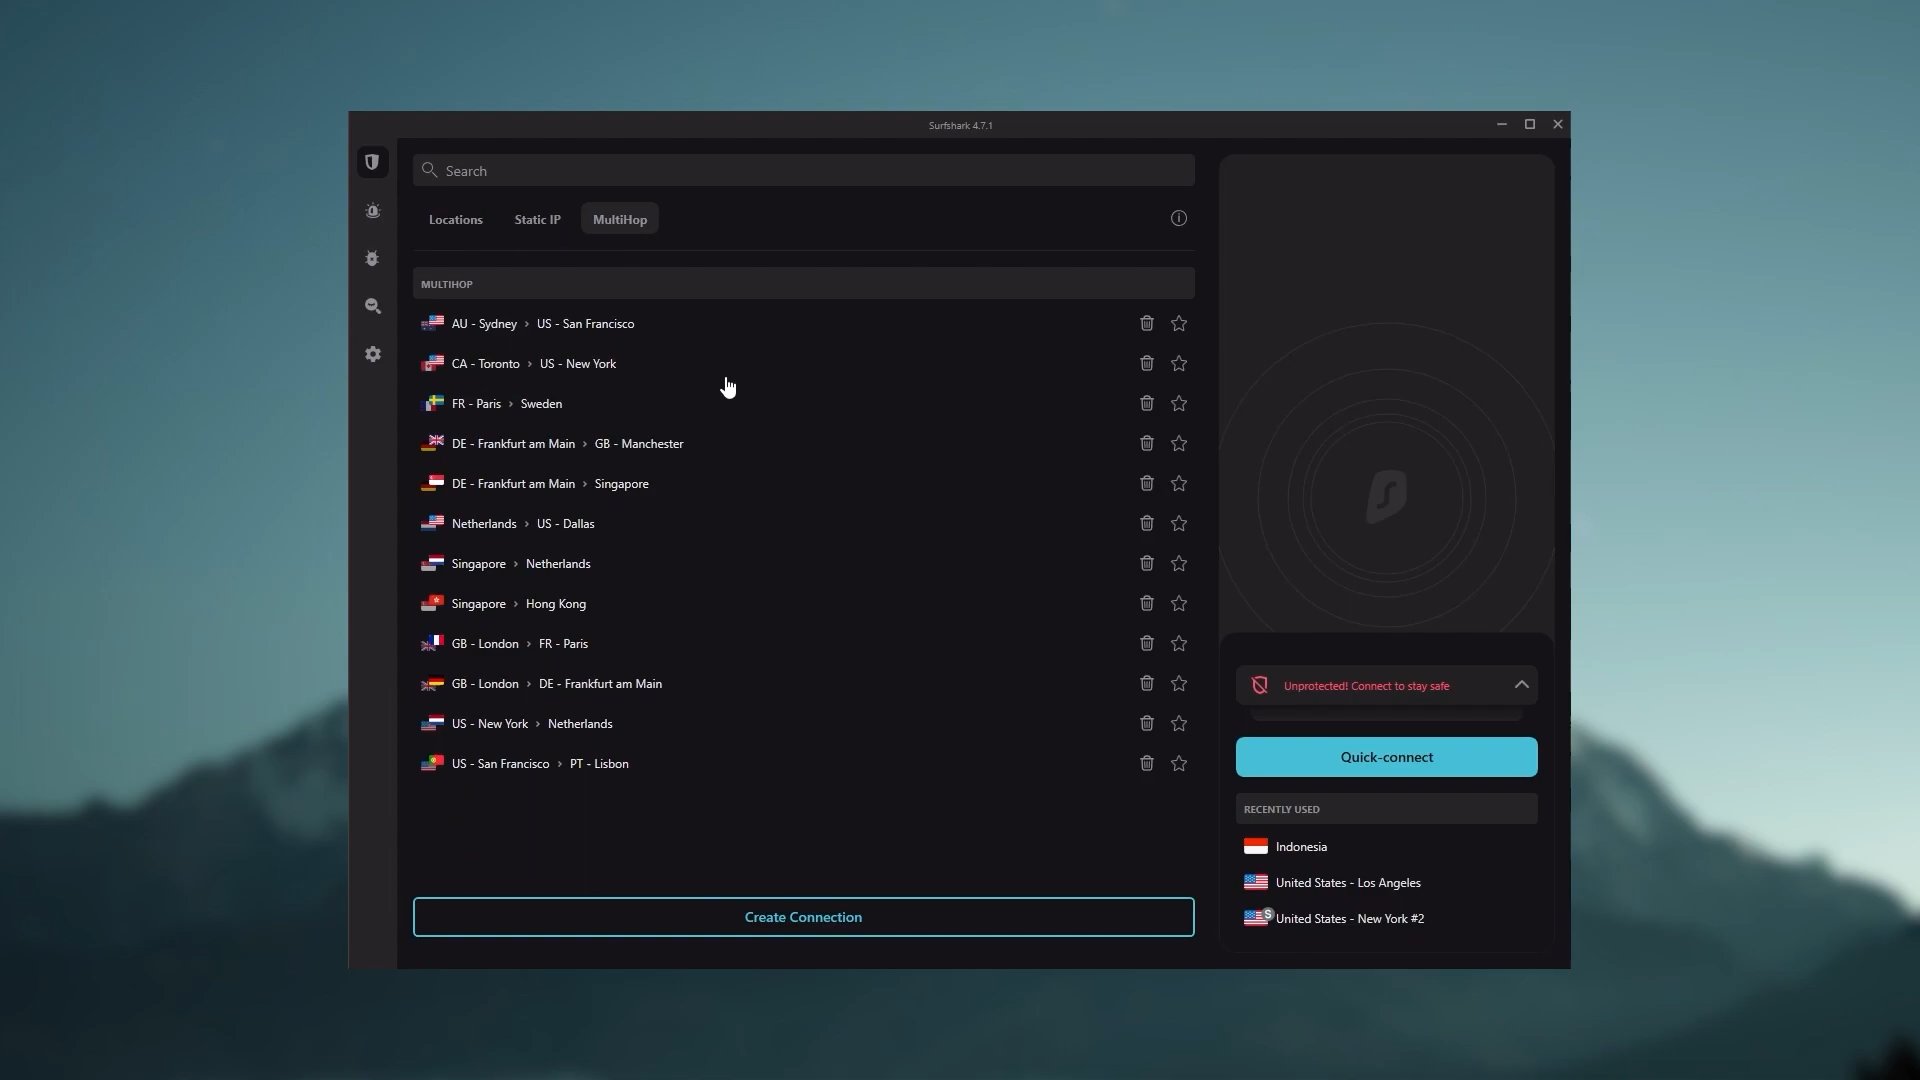 Surfshark 4.7.1
Search
Locations
Static IP
MultiHop
MULTIHOP
AU - Sydney › US - San Francisco
CA - Toronto › US - New York
FR - Paris › Sweden
DE - Frankfurt am Main › GB - Manchester
DE - Frankfurt am Main › Singapore
Netherlands › US - Dallas
Singapore › Netherlands
Singapore › Hong Kong
GB - London › FR - Paris
GB - London › DE - Frankfurt am Main
US - New York › Netherlands
US - San Francisco › PT - Lisbon
Create Connection
Unprotected! Connect to stay safe
Quick-connect
RECENTLY USED
Indonesia
United States - Los Angeles
S United States - New York #2